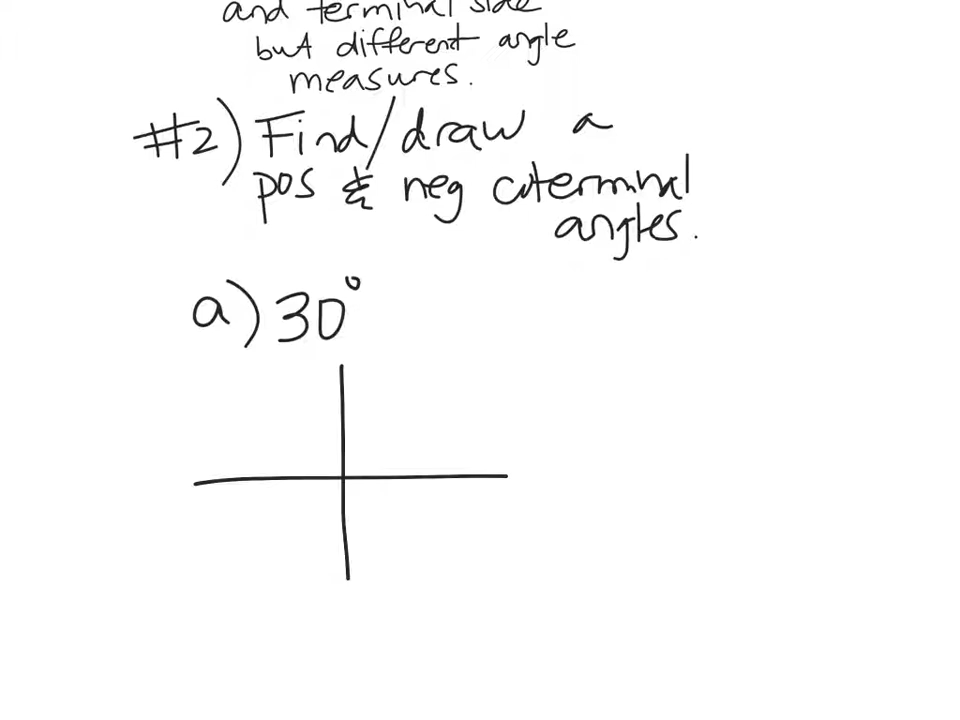 and terminal side
but different angle
measures.
#2) Find/draw a
pos & neg coterminal
angles.
a) 30°